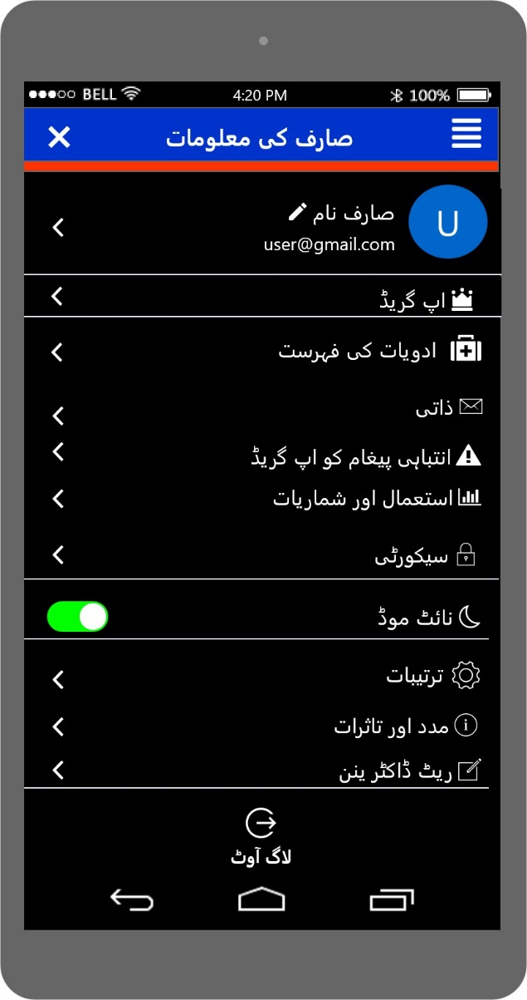 BELL 4:20 PM 100%
صارف کی معلومات
صارف نام
U
user@gmail.com
اپ گریڈ
ادویات کی فہرست
ذاتی
انتباہی پیغام کو اپ گریڈ
استعمال اور شماریات
سیکورٹی
نائٹ موڈ
ترتیبات
مدد اور تاثرات
ریٹ ڈاکٹر ینن
لاگ آوٹ